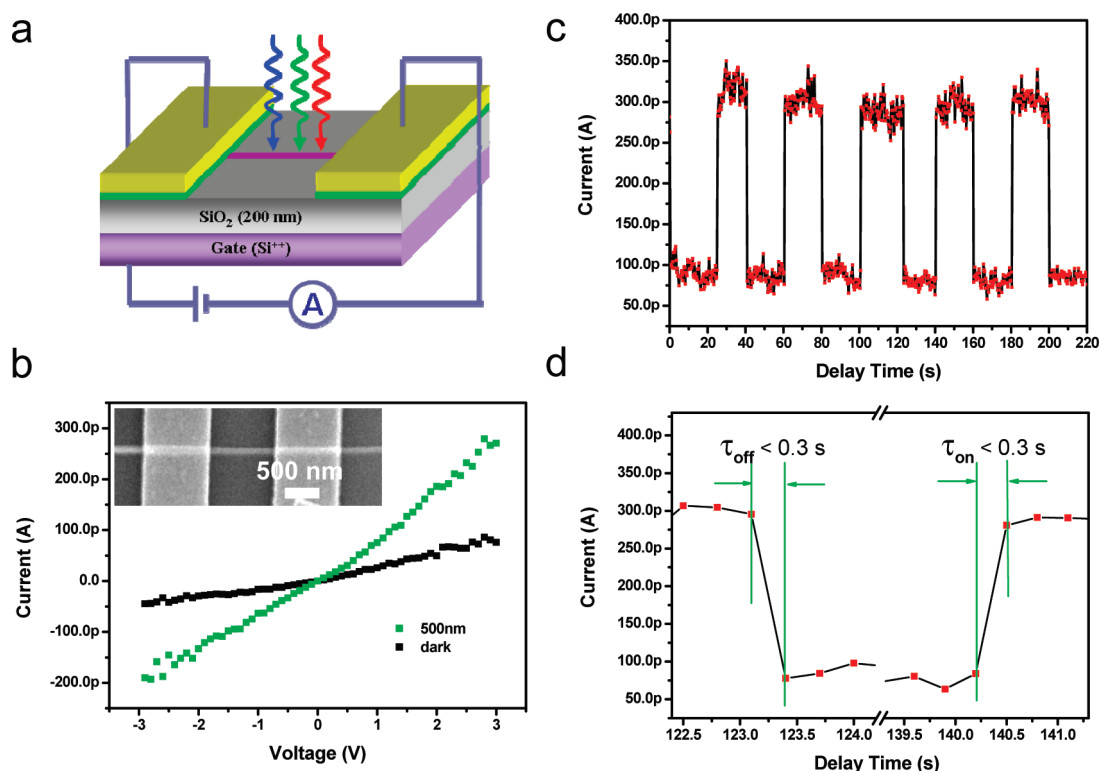 a
SiO2 (200 nm)
Gate (Si++)
A
b
300.0p
200.0p
100.0p
0.0
-100.0p
-200.0p
Current (A)
500 nm
500nm
dark
-3 -2 -1 0 1 2 3
Voltage (V)
c
400.0p
350.0p
300.0p
250.0p
200.0p
150.0p
100.0p
50.0p
Current (A)
0 20 40 60 80 100 120 140 160 180 200 220
Delay Time (s)
d
400.0p
350.0p
300.0p
250.0p
200.0p
150.0p
100.0p
50.0p
Current (A)
τoff < 0.3 s
τon < 0.3 s
122.5 123.0 123.5 124.0 139.5 140.0 140.5 141.0
Delay Time (s)